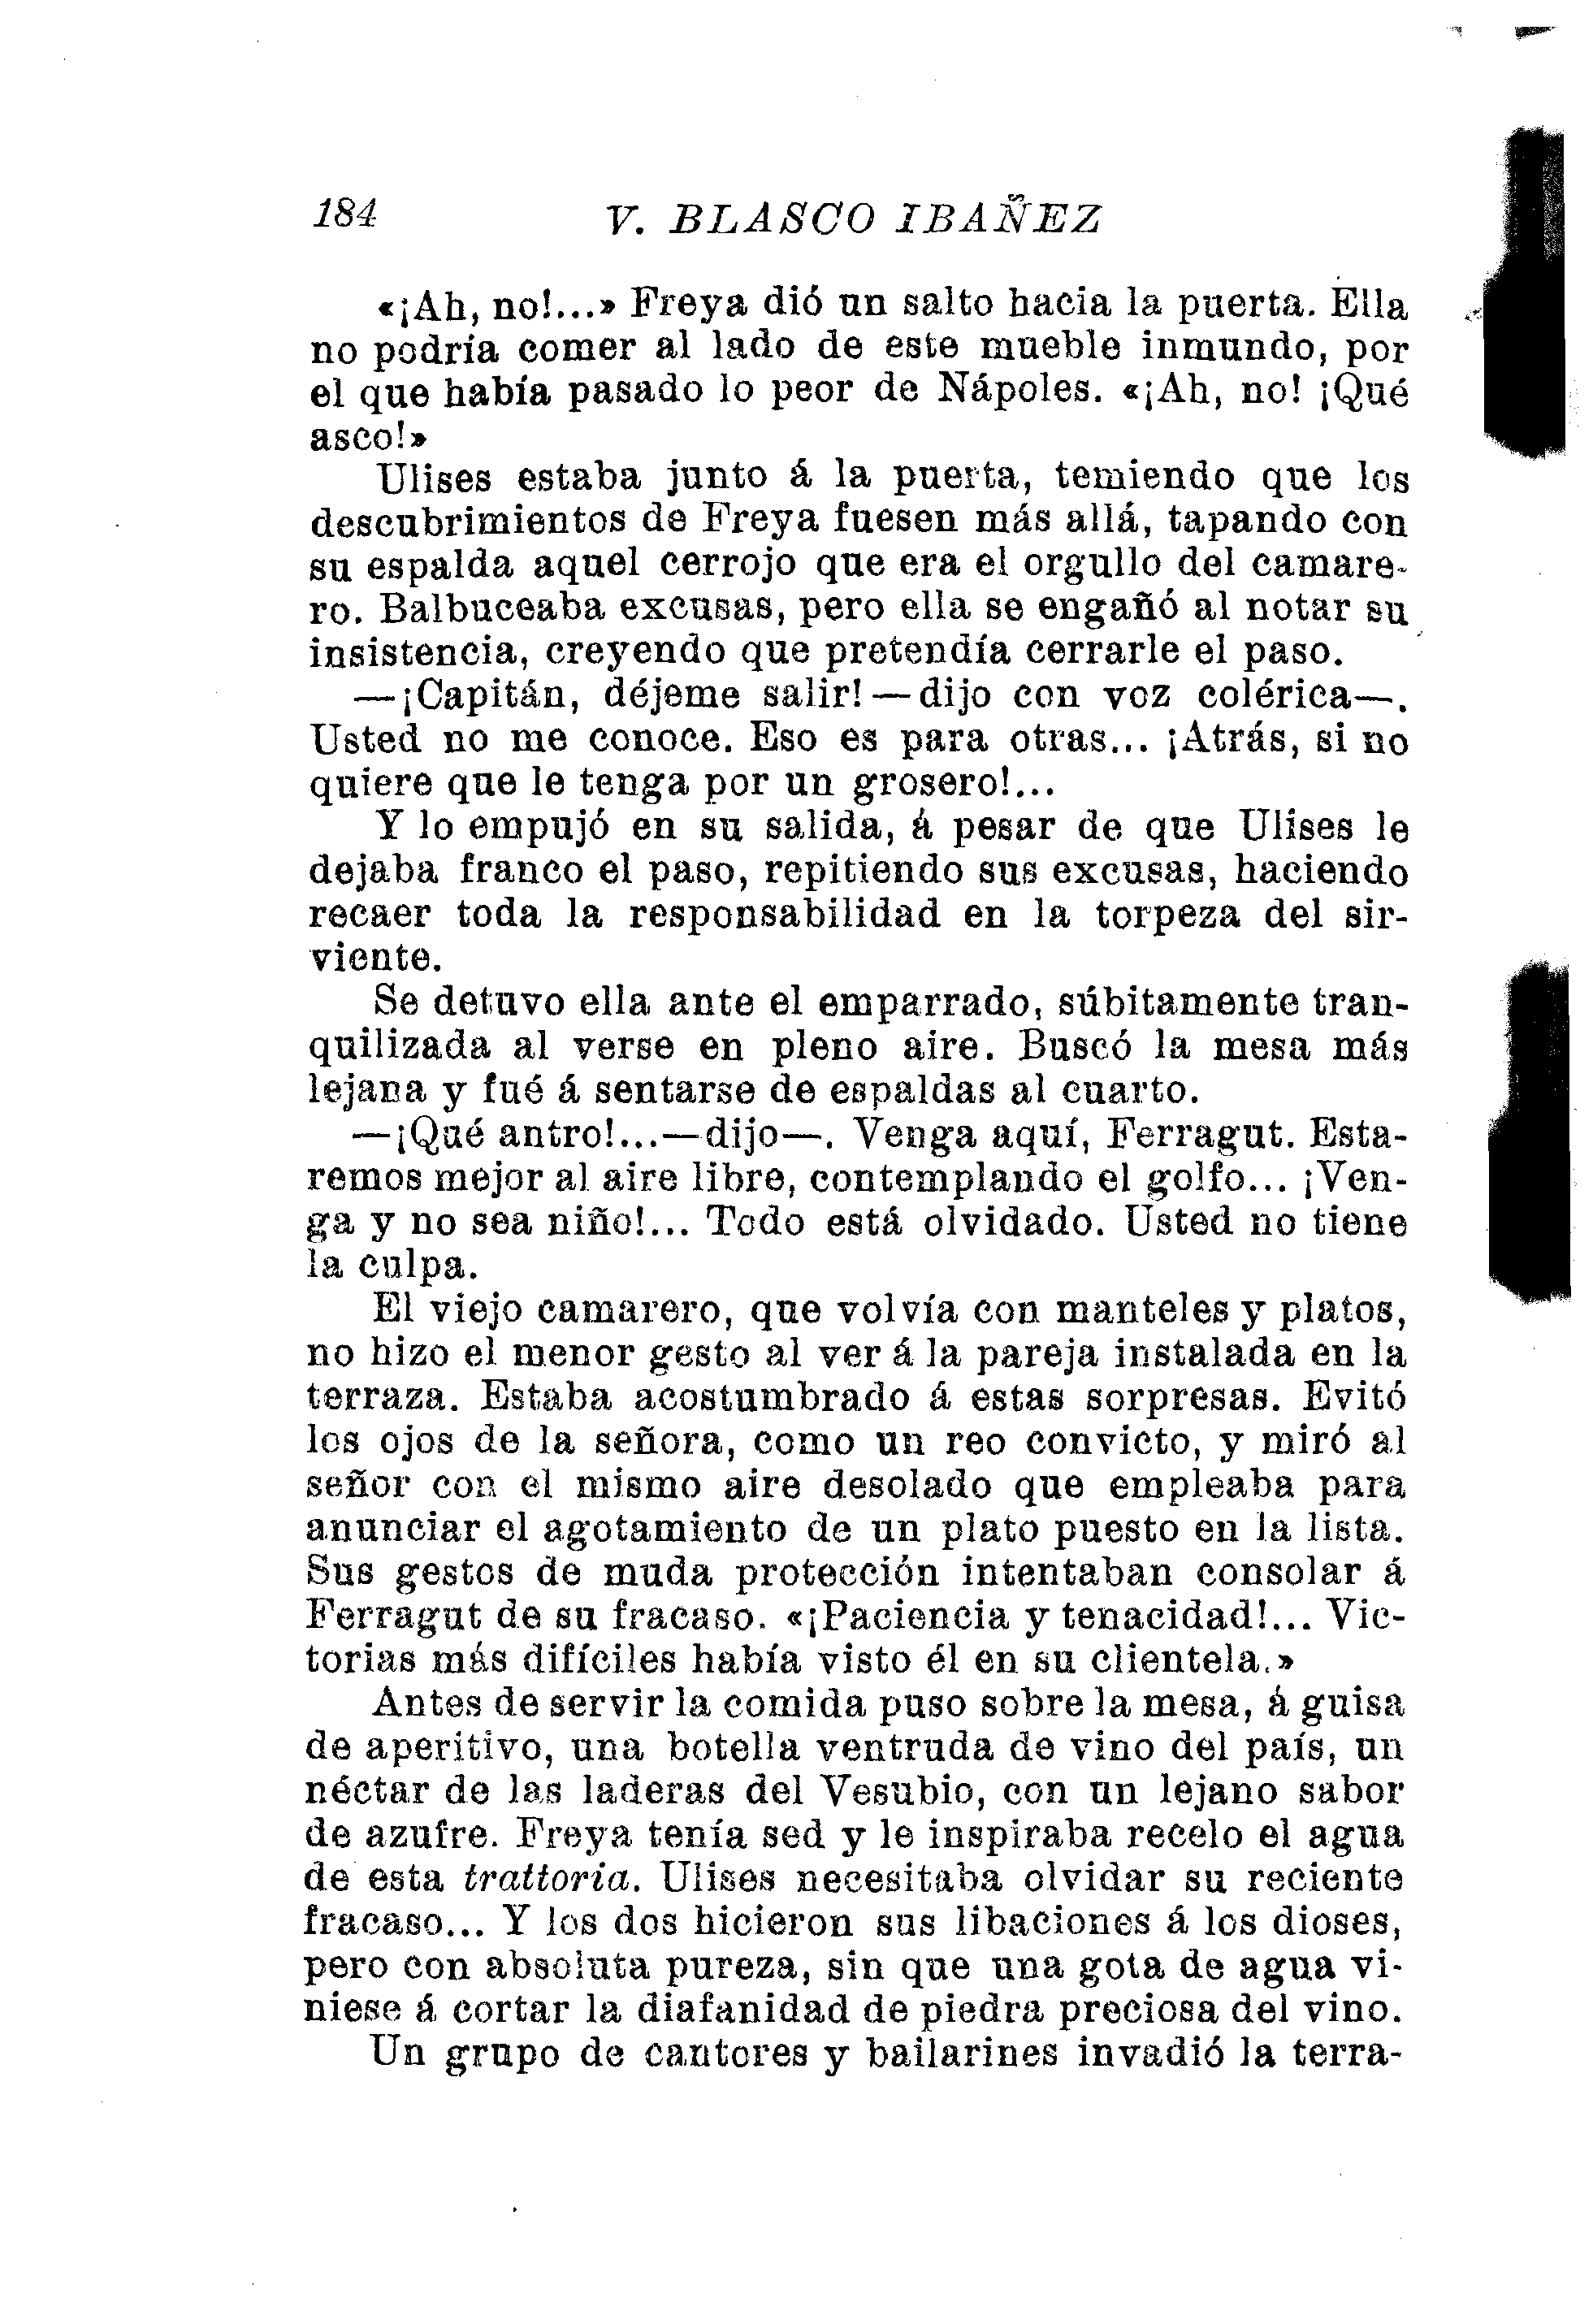 184 V. BLASCO IBAÑEZ
«¡Ah, no!...» Freya dió un salto hacia la puerta. Ella
no podría comer al lado de este mueble inmundo, por
el que había pasado lo peor de Nápoles. «¡Ah, no! ¡Qué
asco!»
Ulises estaba junto á la puerta, temiendo que los
descubrimientos de Freya fuesen más allá, tapando con
su espalda aquel cerrojo que era el orgullo del camare-
ro. Balbuceaba excusas, pero ella se engañó al notar su
insistencia, creyendo que pretendía cerrarle el paso.
—¡Capitán, déjeme salir!—dijo con voz colérica—.
Usted no me conoce. Eso es para otras... ¡Atrás, si no
quiere que le tenga por un grosero!...
Y lo empujó en su salida, á pesar de que Ulises le
dejaba franco el paso, repitiendo sus excusas, haciendo
recaer toda la responsabilidad en la torpeza del sir-
viente.
Se detuvo ella ante el emparrado, súbitamente tran-
quilizada al verse en pleno aire. Buscó la mesa más
lejana y fué á sentarse de espaldas al cuarto.
—¡Qué antro!...—dijo—. Venga aquí, Ferragut. Esta-
remos mejor al aire libre, contemplando el golfo... ¡Ven-
ga y no sea niño!... Todo está olvidado. Usted no tiene
la culpa.
El viejo camarero, que volvía con manteles y platos,
no hizo el menor gesto al ver á la pareja instalada en la
terraza. Estaba acostumbrado á estas sorpresas. Evitó
los ojos de la señora, como un reo convicto, y miró al
señor con el mismo aire desolado que empleaba para
anunciar el agotamiento de un plato puesto en la lista.
Sus gestos de muda protección intentaban consolar á
Ferragut de su fracaso. «¡Paciencia y tenacidad!... Vic-
torias más difíciles había visto él en su clientela.»
Antes de servir la comida puso sobre la mesa, á guisa
de aperitivo, una botella ventruda de vino del país, un
néctar de las laderas del Vesubio, con un lejano sabor
de azufre. Freya tenía sed y le inspiraba recelo el agua
de esta trattoria. Ulises necesitaba olvidar su reciente
fracaso... Y los dos hicieron sus libaciones á los dioses,
pero con absoluta pureza, sin que una gota de agua vi-
niese á cortar la diafanidad de piedra preciosa del vino.
Un grupo de cantores y bailarines invadió la terra-